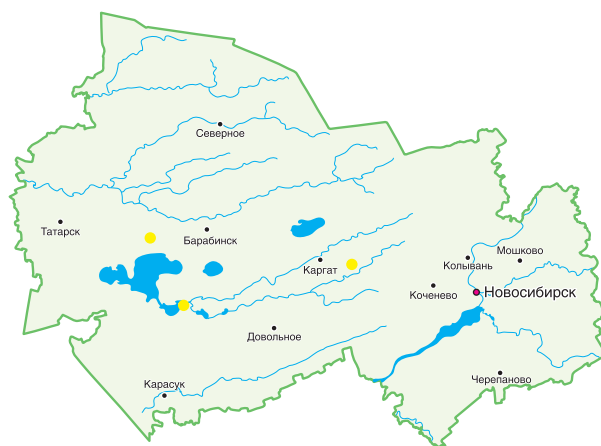 Северное
Татарск
Барабинск
Мошково
Колывань
Каргат
Коченево
Новосибирск
Довольное
Карасук
Черепаново